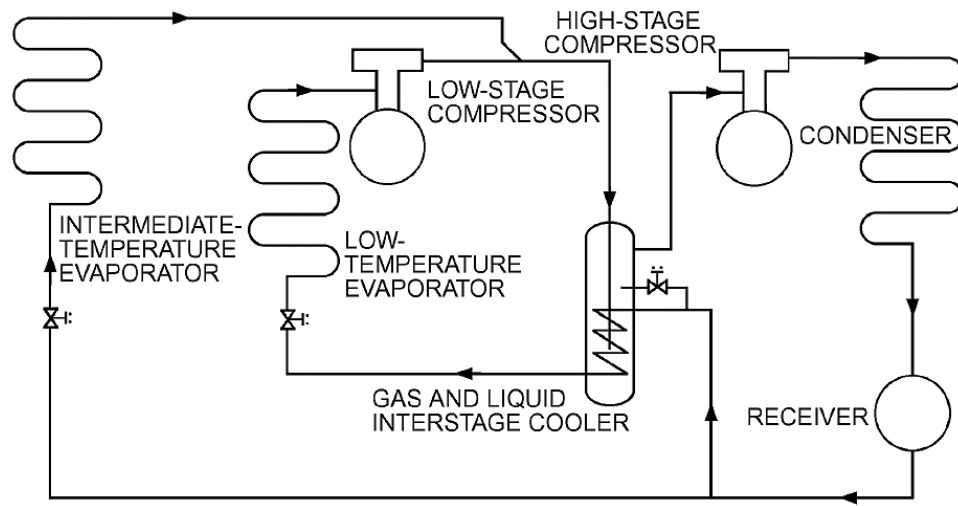 HIGH-STAGE
COMPRESSOR
LOW-STAGE
COMPRESSOR
CONDENSER
INTERMEDIATE-
TEMPERATURE
EVAPORATOR
LOW-
TEMPERATURE
EVAPORATOR
GAS AND LIQUID
INTERSTAGE COOLER
RECEIVER